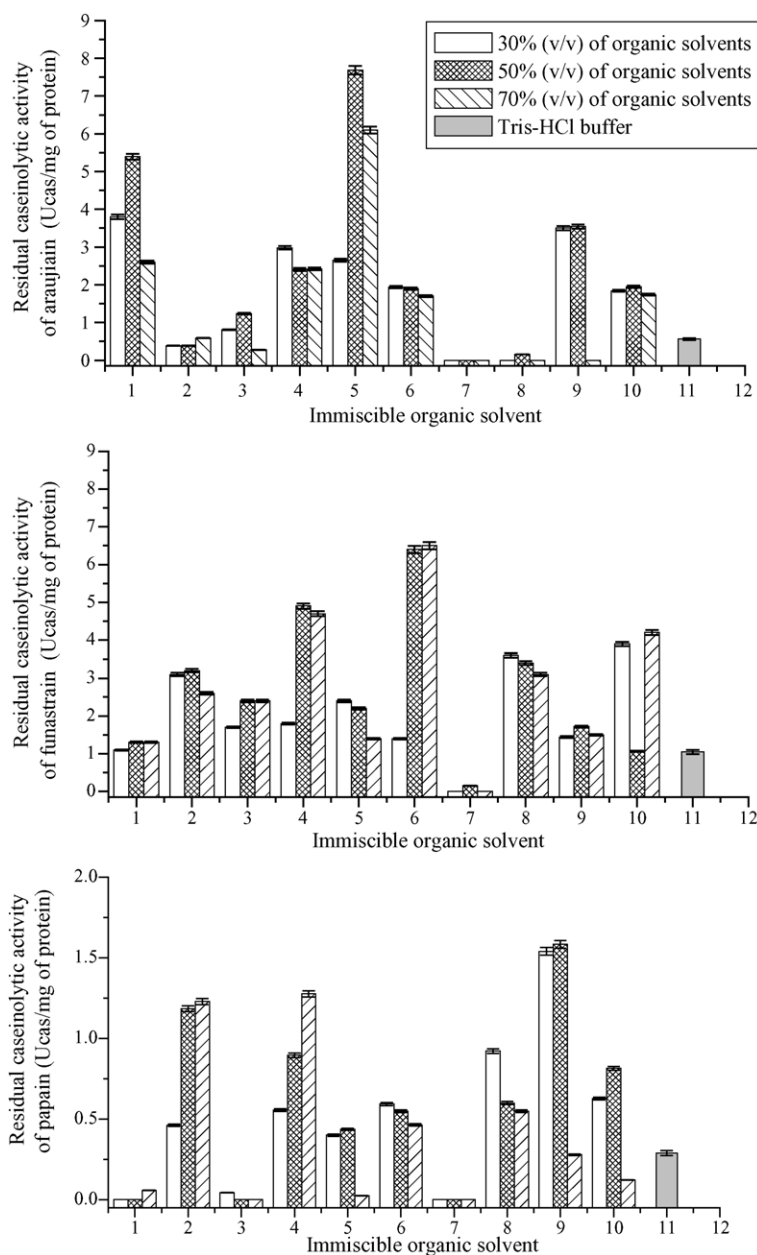 30% (v/v) of organic solvents
50% (v/v) of organic solvents
70% (v/v) of organic solvents
Tris-HCl buffer
Residual caseinolytic activity
of araujiain (Ucas/mg of protein)
9
8
7
6
5
4
3
2
1
0
1 2 3 4 5 6 7 8 9 10 11 12
Immiscible organic solvent
Residual caseinolytic activity
of funastrain (Ucas/mg of protein)
9
8
7
6
5
4
3
2
1
0
1 2 3 4 5 6 7 8 9 10 11 12
Immiscible organic solvent
Residual caseinolytic activity
of papain (Ucas/mg of protein)
2.0
1.5
1.0
0.5
0.0
1 2 3 4 5 6 7 8 9 10 11 12
Immiscible organic solvent